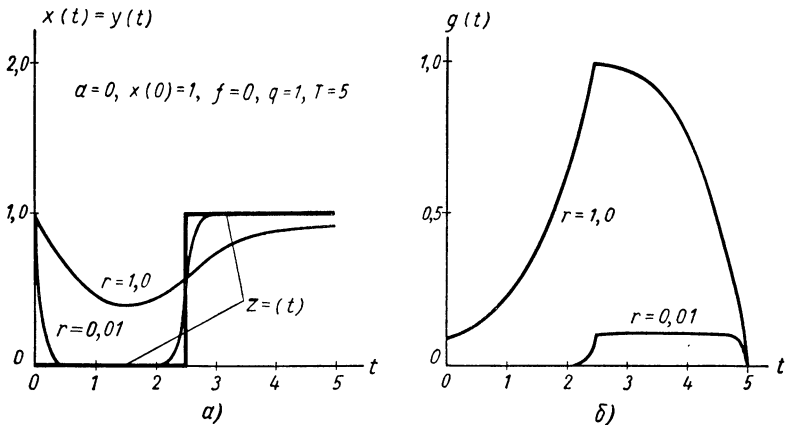 x(t)=y(t)
2,0
a=0, x(0)=1, f=0, q=1, T=5
1,0
r=1,0
r=0,01
Z=(t)
0
0 1 2 3 4 5 t
а)
g(t)
1,0
0,5
r=1,0
r=0,01
0
0 1 2 3 4 5 t
б)